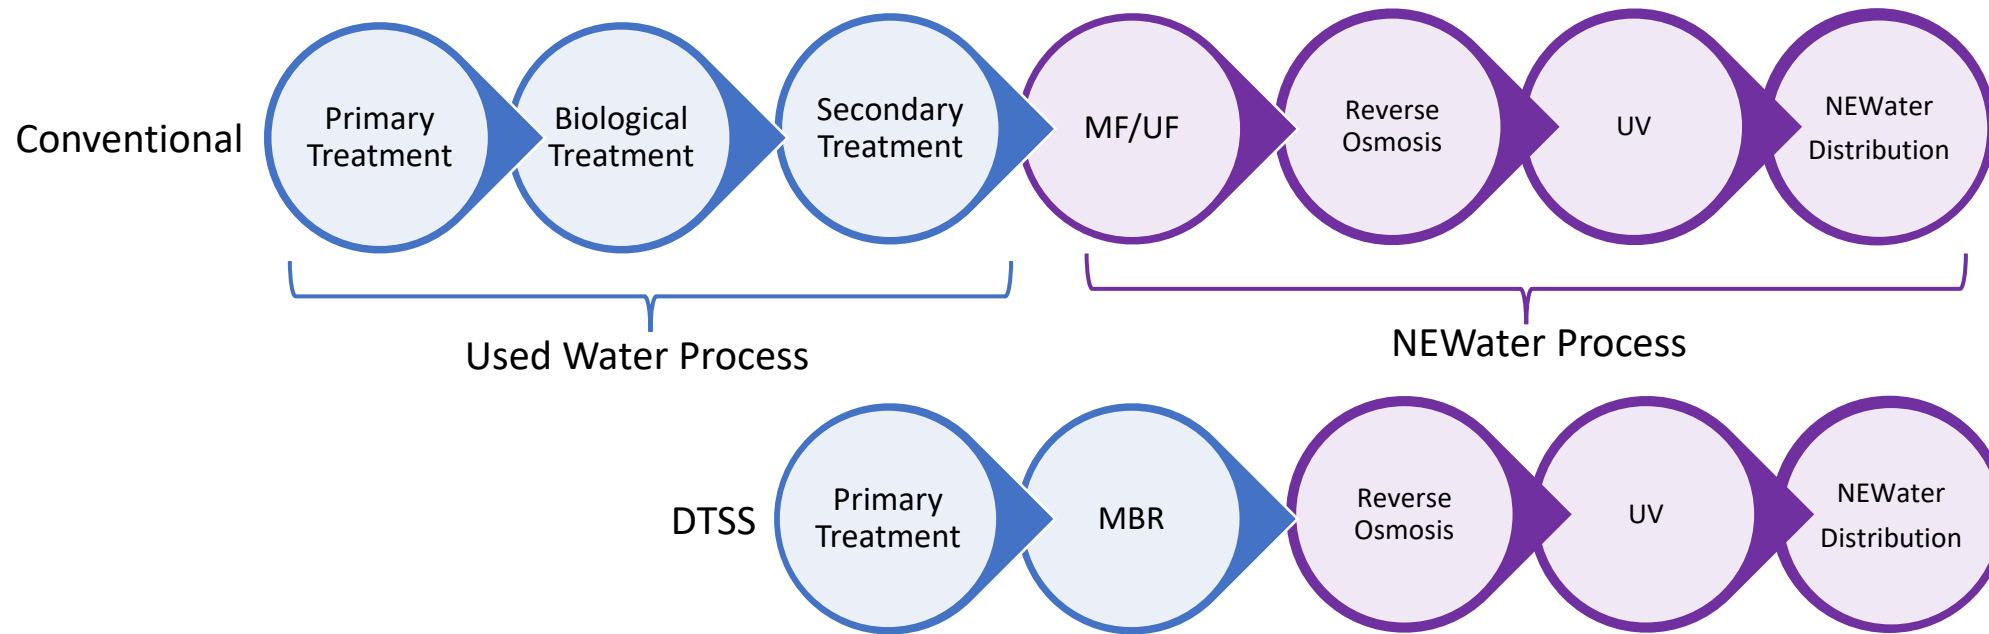 Conventional
Primary
Treatment
Biological
Treatment
Secondary
Treatment
MF/UF
Reverse
Osmosis
UV
NEWater
Distribution
Used Water Process
NEWater Process
DTSS
Primary
Treatment
MBR
Reverse
Osmosis
UV
NEWater
Distribution